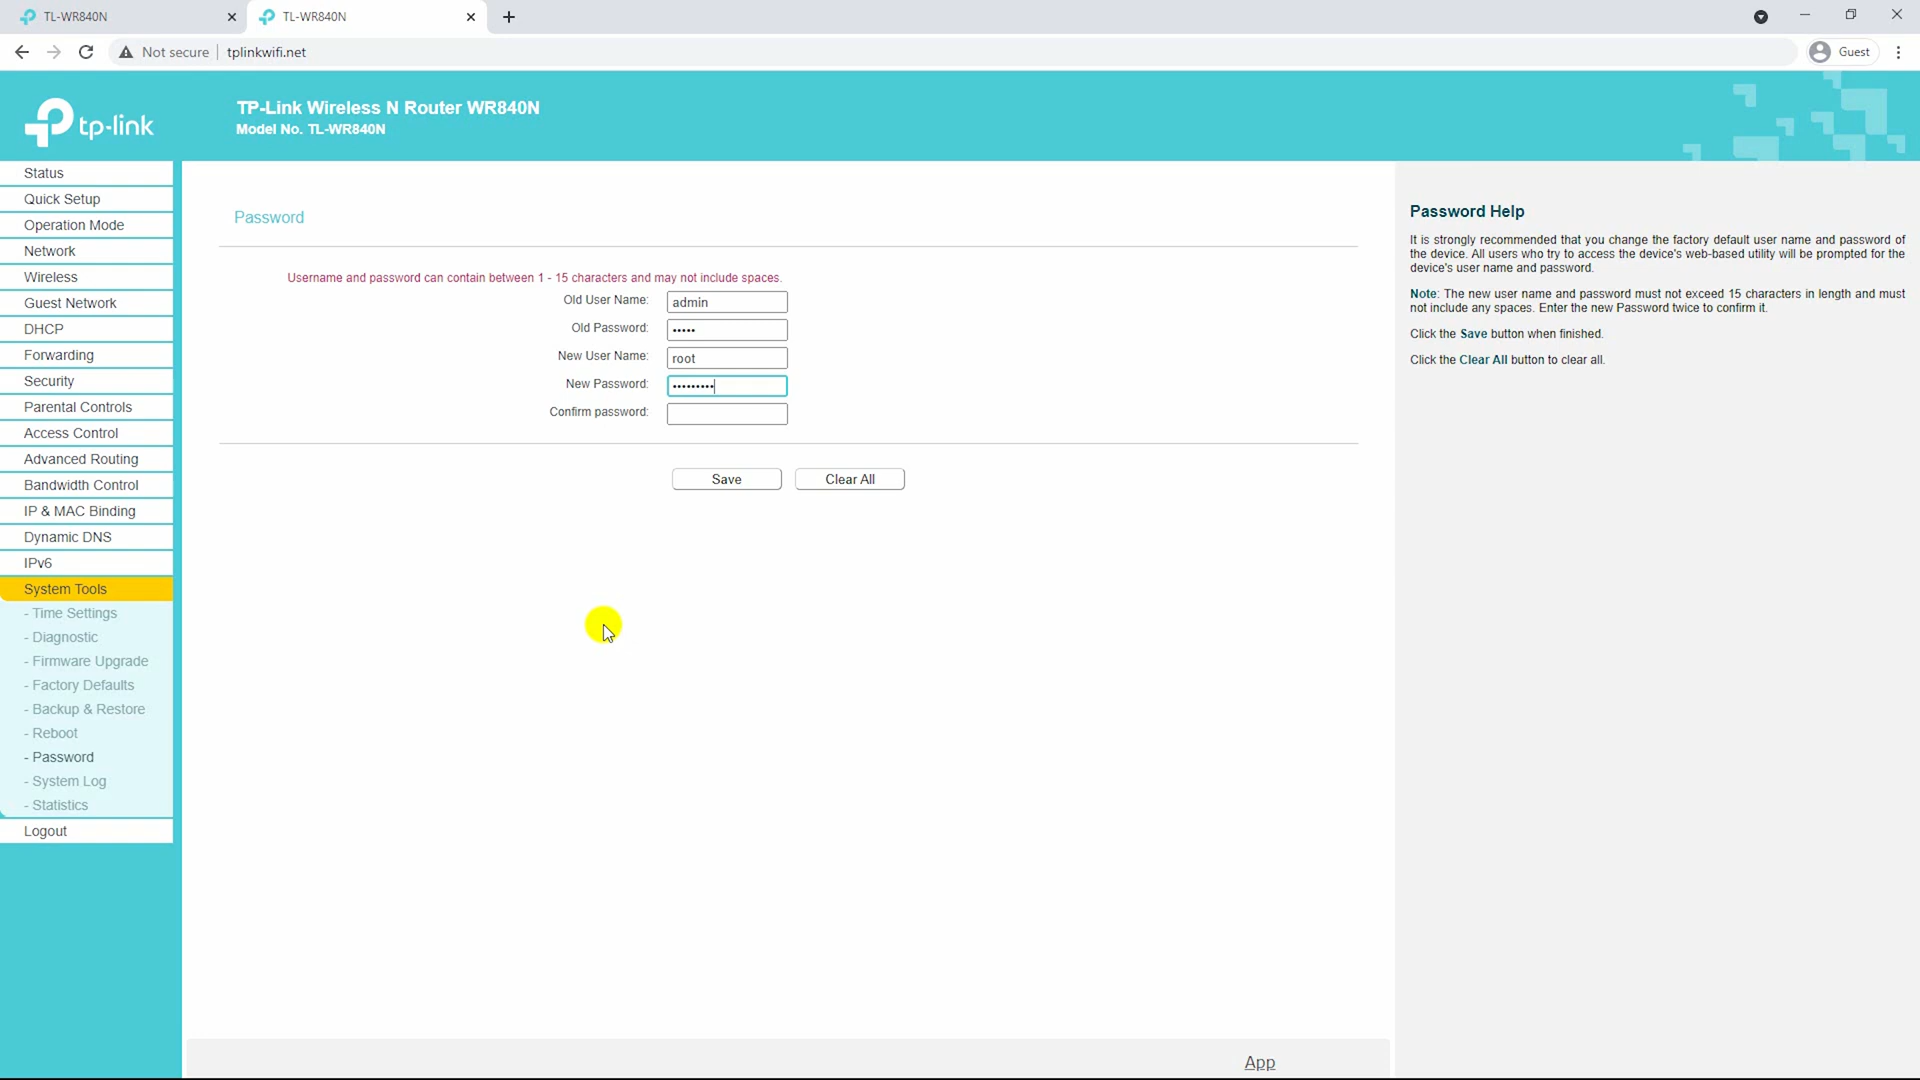 TL-WR840N
TL-WR840N
Not secure
tplinkwifi.net
Guest
tp-link
TP-Link Wireless N Router WR840N
Model No. TL-WR840N
Status
Quick Setup
Operation Mode
Network
Wireless
Guest Network
DHCP
Forwarding
Security
Parental Controls
Access Control
Advanced Routing
Bandwidth Control
IP & MAC Binding
Dynamic DNS
IPv6
System Tools
- Time Settings
- Diagnostic
- Firmware Upgrade
- Factory Defaults
- Backup & Restore
- Reboot
- Password
- System Log
- Statistics
Logout
Password
Username and password can contain between 1 - 15 characters and may not include spaces.
Old User Name: admin
Old Password: •••••
New User Name: root
New Password: •••••••••
Confirm password:
Save
Clear All
App
Password Help
It is strongly recommended that you change the factory default user name and password of
the device. All users who try to access the device's web-based utility will be prompted for the
device's user name and password.
Note: The new user name and password must not exceed 15 characters in length and must
not include any spaces. Enter the new Password twice to confirm it.
Click the Save button when finished.
Click the Clear All button to clear all.